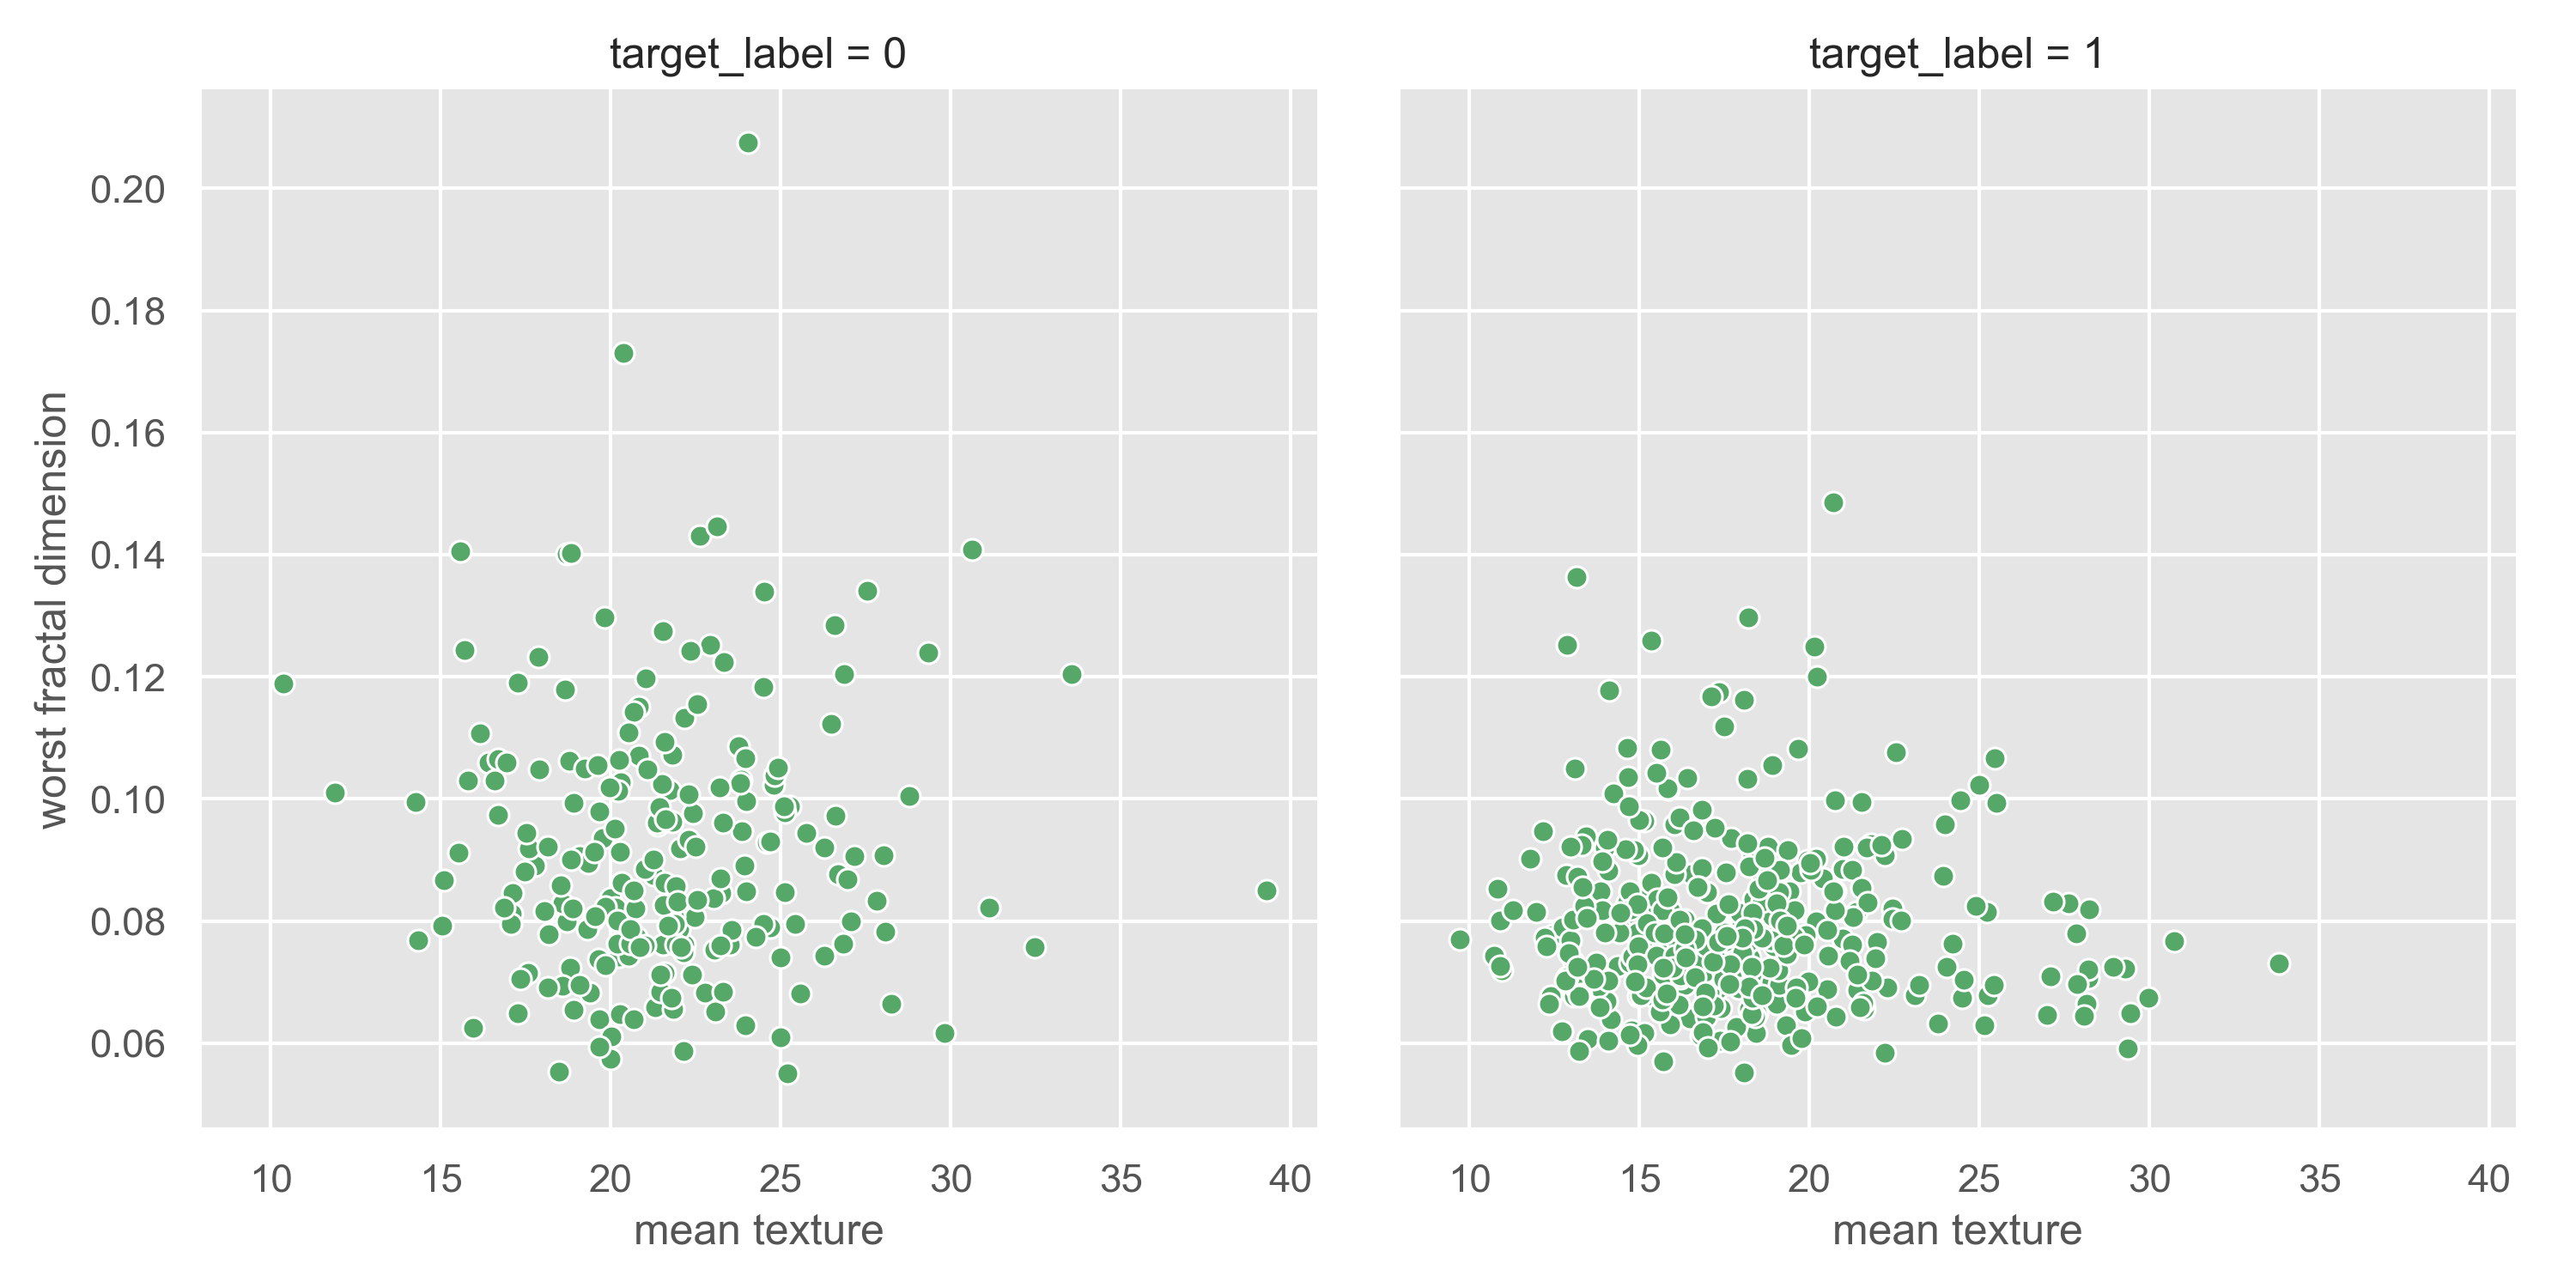 target_label = 0
target_label = 1
worst fractal dimension
0.20
0.18
0.16
0.14
0.12
0.10
0.08
0.06
10 15 20 25 30 35 40
10 15 20 25 30 35 40
mean texture
mean texture